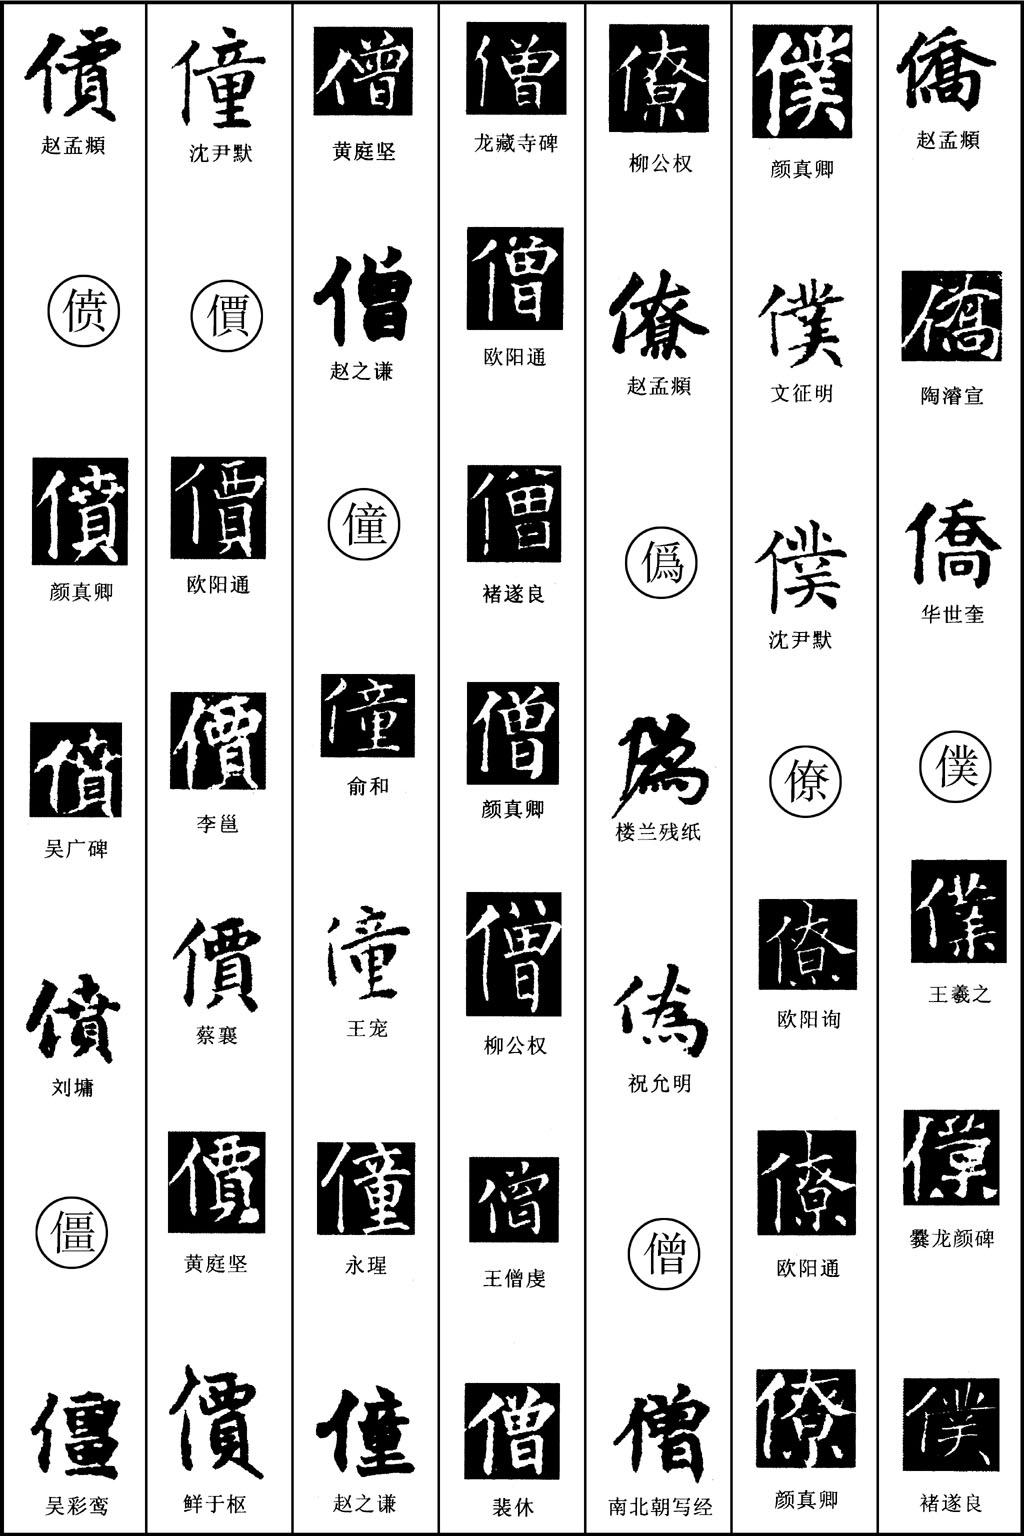 僑
赵孟頫
僑
陶濬宣
僑
华世奎
僕
僕
王羲之
僕
爨龙颜碑
僕
褚遂良
僕
颜真卿
僕
文征明
僕
沈尹默
僚
僚
欧阳询
僚
欧阳通
僚
颜真卿
僚
柳公权
僚
赵孟頫
僞
偽
楼兰残纸
偽
祝允明
僧
僧
南北朝写经
僧
龙藏寺碑
僧
欧阳通
僧
褚遂良
僧
颜真卿
僧
柳公权
僧
王僧虔
僧
裴休
僧
黄庭坚
僧
赵之谦
僮
僮
俞和
僮
王宠
僮
永瑆
僮
赵之谦
僮
沈尹默
價
價
欧阳通
價
李邕
價
蔡襄
價
黄庭坚
價
鲜于枢
價
赵孟頫
偾
僨
颜真卿
僨
吴广碑
僨
刘墉
僵
僵
吴彩鸾